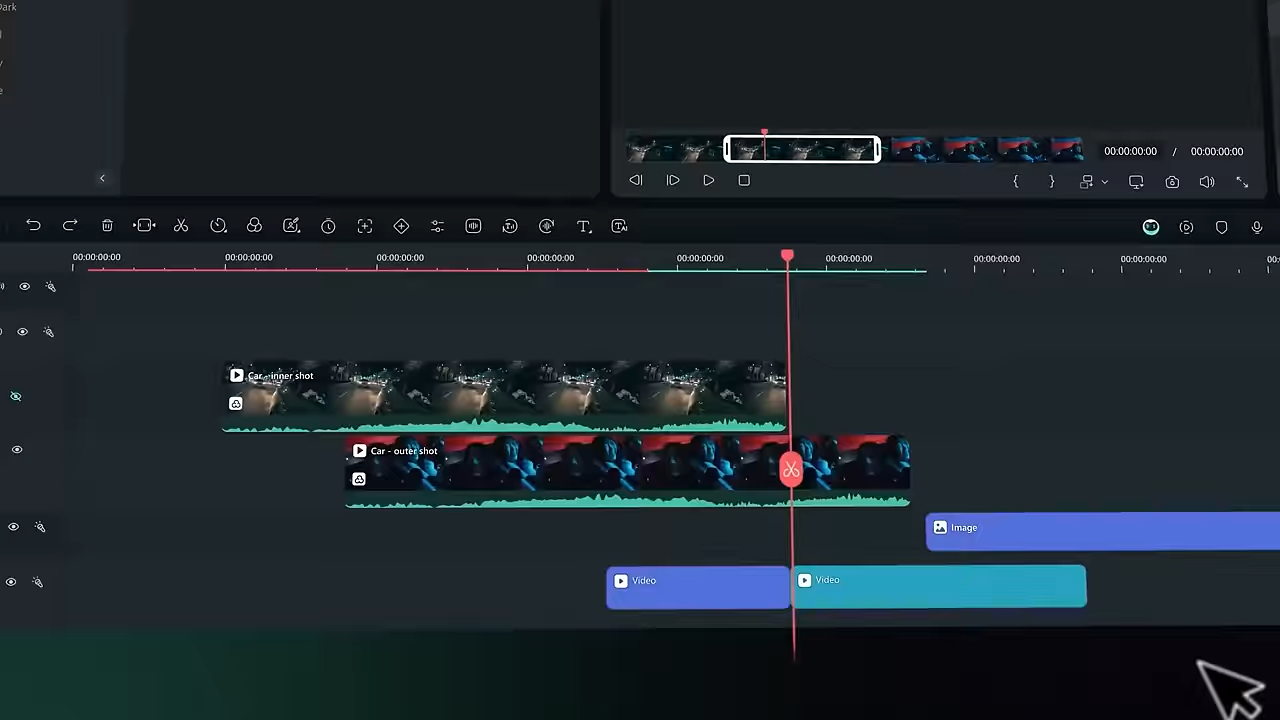 Dark
00:00:00:00 / 00:00:00:00
00:00:00:00 00:00:00:00 00:00:00:00 00:00:00:00 00:00:00:00 00:00:00:00 00:00:00:00 00:00:00:00
Car - inner shot
Car - outer shot
Image
Video Video